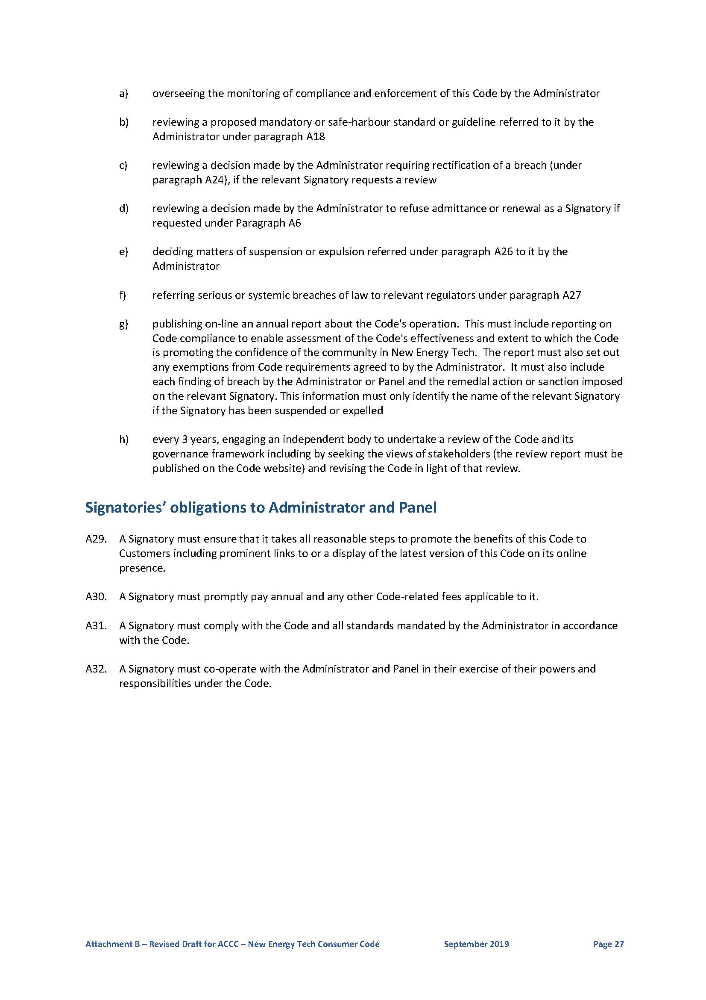 a) overseeing the monitoring of compliance and enforcement of this Code by the Administrator
b) reviewing a proposed mandatory or safe-harbour standard or guideline referred to it by the
Administrator under paragraph A18
c) reviewing a decision made by the Administrator requiring rectification of a breach (under
paragraph A24), if the relevant Signatory requests a review
d) reviewing a decision made by the Administrator to refuse admittance or renewal as a Signatory if
requested under Paragraph A6
e) deciding matters of suspension or expulsion referred under paragraph A26 to it by the
Administrator
f) referring serious or systemic breaches of law to relevant regulators under paragraph A27
g) publishing on-line an annual report about the Code's operation.  This must include reporting on
Code compliance to enable assessment of the Code's effectiveness and extent to which the Code
is promoting the confidence of the community in New Energy Tech.  The report must also set out
any exemptions from Code requirements agreed to by the Administrator.  It must also include
each finding of breach by the Administrator or Panel and the remedial action or sanction imposed
on the relevant Signatory. This information must only identify the name of the relevant Signatory
if the Signatory has been suspended or expelled
h) every 3 years, engaging an independent body to undertake a review of the Code and its
governance framework including by seeking the views of stakeholders (the review report must be
published on the Code website) and revising the Code in light of that review.
Signatories’ obligations to Administrator and Panel
A29. A Signatory must ensure that it takes all reasonable steps to promote the benefits of this Code to
Customers including prominent links to or a display of the latest version of this Code on its online
presence.
A30. A Signatory must promptly pay annual and any other Code-related fees applicable to it.
A31. A Signatory must comply with the Code and all standards mandated by the Administrator in accordance
with the Code.
A32. A Signatory must co-operate with the Administrator and Panel in their exercise of their powers and
responsibilities under the Code.
Attachment B – Revised Draft for ACCC – New Energy Tech Consumer Code September 2019 Page 27